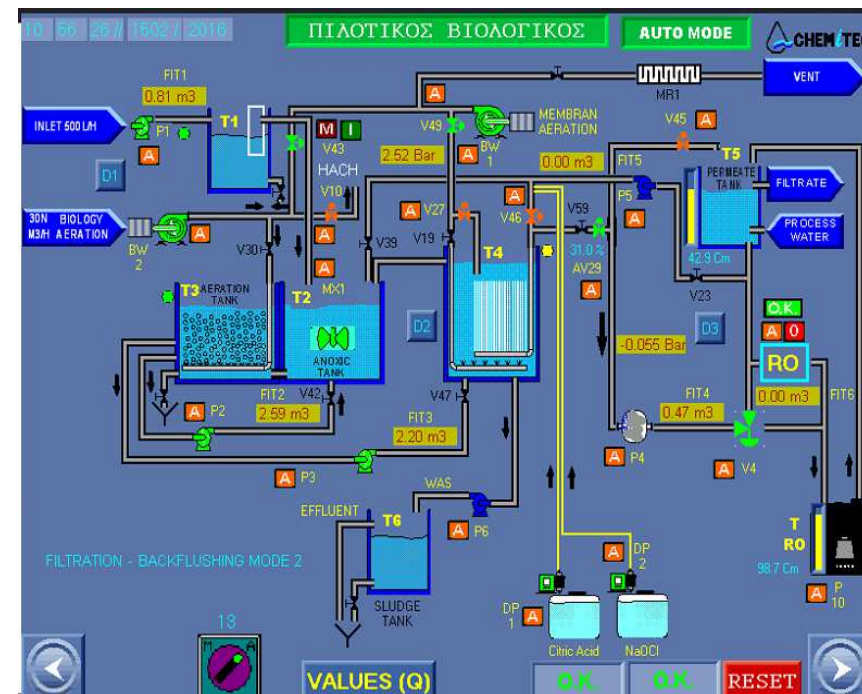 10 56 26 // 1502 / 2016
ΠΙΛΟΤΙΚΟΣ ΒΙΟΛΟΓΙΚΟΣ
AUTO MODE
CHEMiTEC
FIT1
0.81 m3
INLET 500 L/H
P1
A
T1
D1
M I
V43
HACH
V10
A
A
V49
2.52 Bar
A
BW
1
MEMBRAN
AERATION
0.00 m3
FIT5
MR1
VENT
V45 A
T5
PERMEATE
TANK
FILTRATE
PROCESS
WATER
42.9 Cm
P5
A
30N BIOLOGY
M3/H AERATION
BW
2
A
V30
V39
A V27
V19
A
V46
V59
31.0 %
AV29
A
T4
V23
T3
AERATION
TANK
T2
MX1
ANOXIC
TANK
D2
D3
-0.055 Bar
O.K.
A 0
RO
0.00 m3
FIT6
FIT4
0.47 m3
A P4
A V4
FIT2
2.59 m3
V42
A P2
FIT3
2.20 m3
V47
A P3
WAS
A P6
EFFLUENT
T6
SLUDGE
TANK
T
RO
98.7 Cm
A P
10
A DP
2
DP
1
A
Citric Acid
NaOCl
FILTRATION - BACKFLUSHING MODE 2
13
M A
VALUES (Q)
O.K.
O.K.
RESET